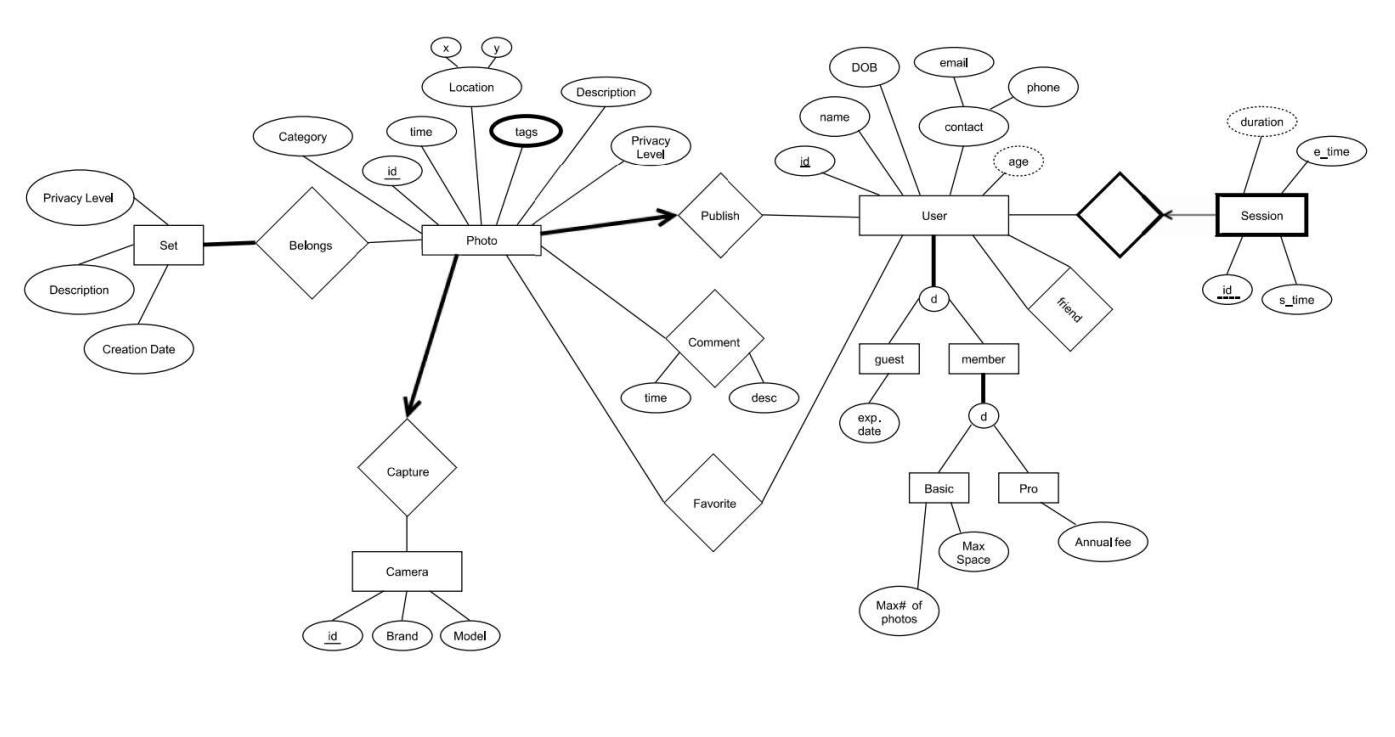 x
y
Location
Description
Category
time
tags
id
Privacy
Level
DOB
email
phone
name
contact
id
age
duration
e_time
Privacy Level
Set
Belongs
Photo
Publish
User
Session
Description
Creation Date
d
friend
id
s_time
Comment
guest
member
time
desc
exp.
date
d
Capture
Favorite
Basic
Pro
Max
Space
Annual fee
Camera
Max# of
photos
id
Brand
Model